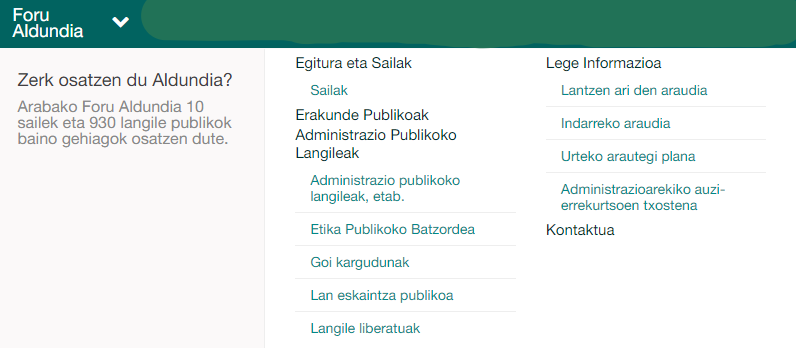 Foru
Aldundia
Zerk osatzen du Aldundia?
Arabako Foru Aldundia 10
sailek eta 930 langile publikok
baino gehiagok osatzen dute.
Egitura eta Sailak
Sailak
Erakunde Publikoak
Administrazio Publikoko
Langileak
Administrazio publikoko
langileak, etab.
Etika Publikoko Batzordea
Goi kargudunak
Lan eskaintza publikoa
Langile liberatuak
Lege Informazioa
Lantzen ari den araudia
Indarreko araudia
Urteko arautegi plana
Administrazioarekiko auzi-
errekurtsoen txostena
Kontaktua